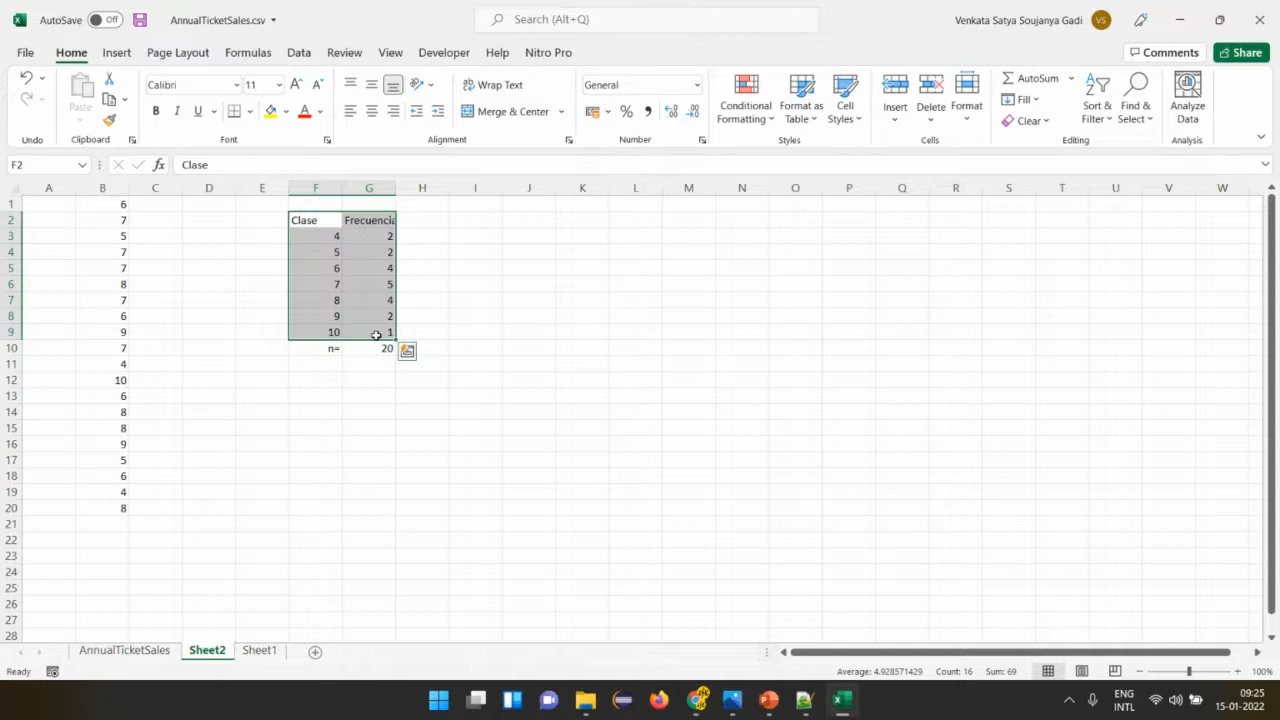 AutoSave Off AnnualTicketSales.csv Search (Alt+Q) Venkata Satya Soujanya Gadi VS
File Home Insert Page Layout Formulas Data Review View Developer Help Nitro Pro Comments Share
Paste Calibri 11 A^ Aˇ Wrap Text General Conditional Formatting Format as Table Cell Styles Insert Delete Format AutoSum Sort & Filter Find & Select Analyze Data
B I U A Merge & Center % , Fill
Clear
Undo Clipboard Font Alignment Number Styles Cells Editing Analysis
F2 fx Clase
A B C D E F G H I J K L M N O P Q R S T U V W
1 6
2 7 Clase Frecuencia
3 5 4 2
4 7 5 2
5 7 6 4
6 8 7 5
7 7 8 4
8 6 9 2
9 9 10 1
10 7 n= 20
11 4
12 10
13 6
14 8
15 8
16 9
17 5
18 6
19 4
20 8
21
22
23
24
25
26
27
28
AnnualTicketSales Sheet2 Sheet1
Ready Average: 4.928571429 Count: 16 Sum: 69 100%
ENG INTL 09:25
15-01-2022